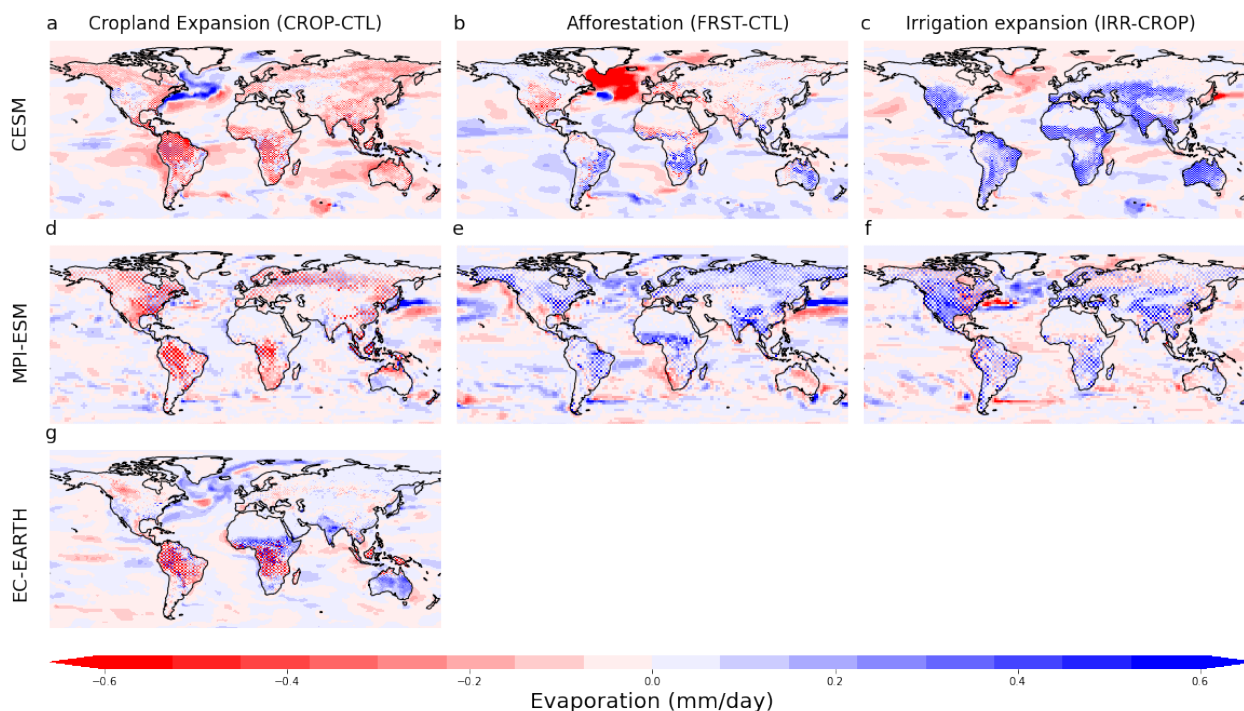 a Cropland Expansion (CROP-CTL) b Afforestation (FRST-CTL) c Irrigation expansion (IRR-CROP)
CESM
d e f
MPI-ESM
g
EC-EARTH
−0.6 −0.4 −0.2 0.0 0.2 0.4 0.6
Evaporation (mm/day)